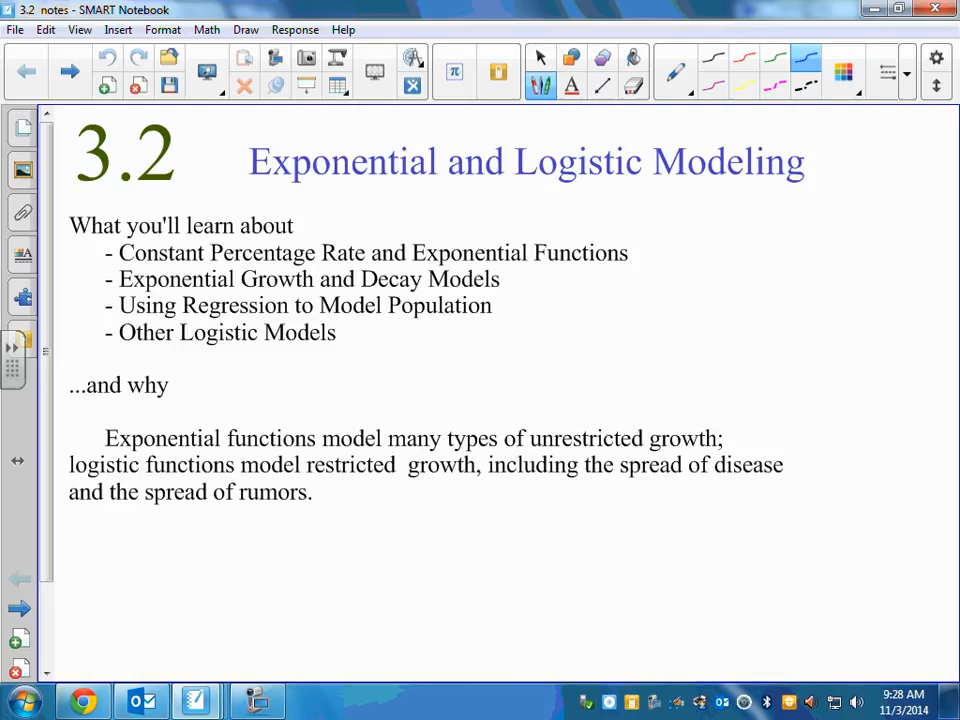 3.2 notes - SMART Notebook
File Edit View Insert Format Math Draw Response Help
3.2 Exponential and Logistic Modeling
What you'll learn about
- Constant Percentage Rate and Exponential Functions
- Exponential Growth and Decay Models
- Using Regression to Model Population
- Other Logistic Models
...and why
Exponential functions model many types of unrestricted growth;
logistic functions model restricted growth, including the spread of disease
and the spread of rumors.
9:28 AM
11/3/2014